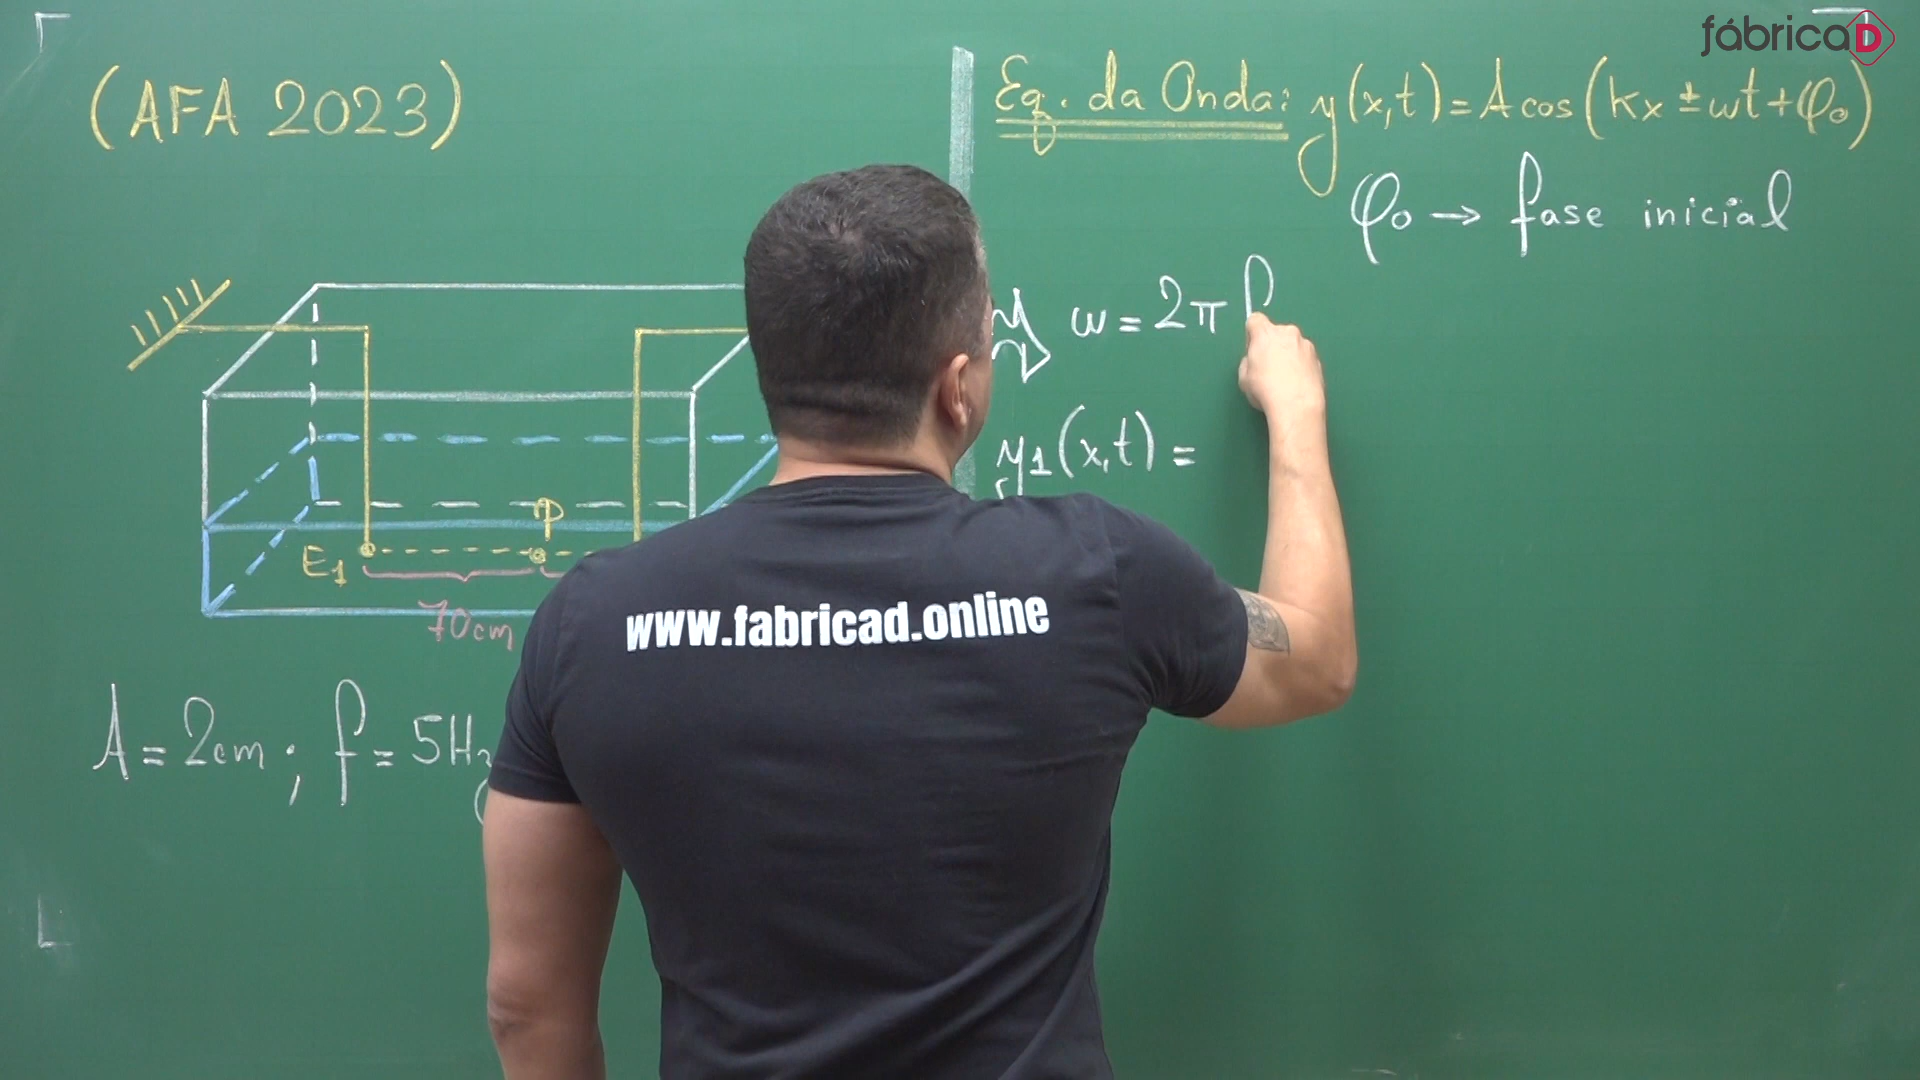 fábricaD
(AFA 2023)
Eq. da Onda: y(x,t) = A cos(kx ± ωt + φ₀)
φ₀ → fase inicial
ω = 2π f
y₁(x,t) =
P
E₁
70cm
A = 2cm ; f = 5Hz
www.fabricad.online